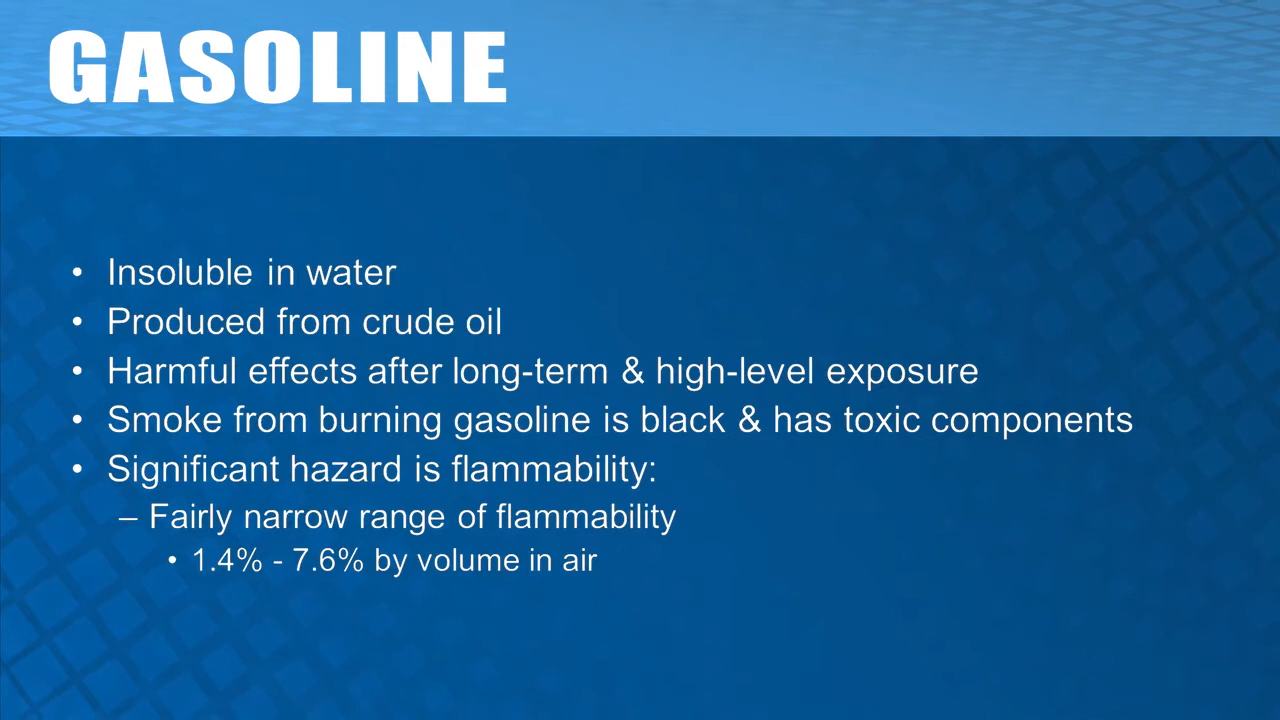 GASOLINE
• Insoluble in water
• Produced from crude oil
• Harmful effects after long-term & high-level exposure
• Smoke from burning gasoline is black & has toxic components
• Significant hazard is flammability:
– Fairly narrow range of flammability
• 1.4% - 7.6% by volume in air